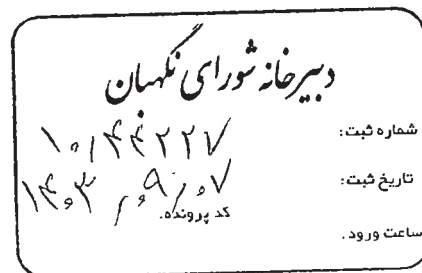 دبیرخانه شورای نگهبان
شماره ثبت: ۱۰۱۴۴۲۲۷
تاریخ ثبت: ۱۴۰۳/۰۹/۰۷
کد پرونده.
ساعت ورود.